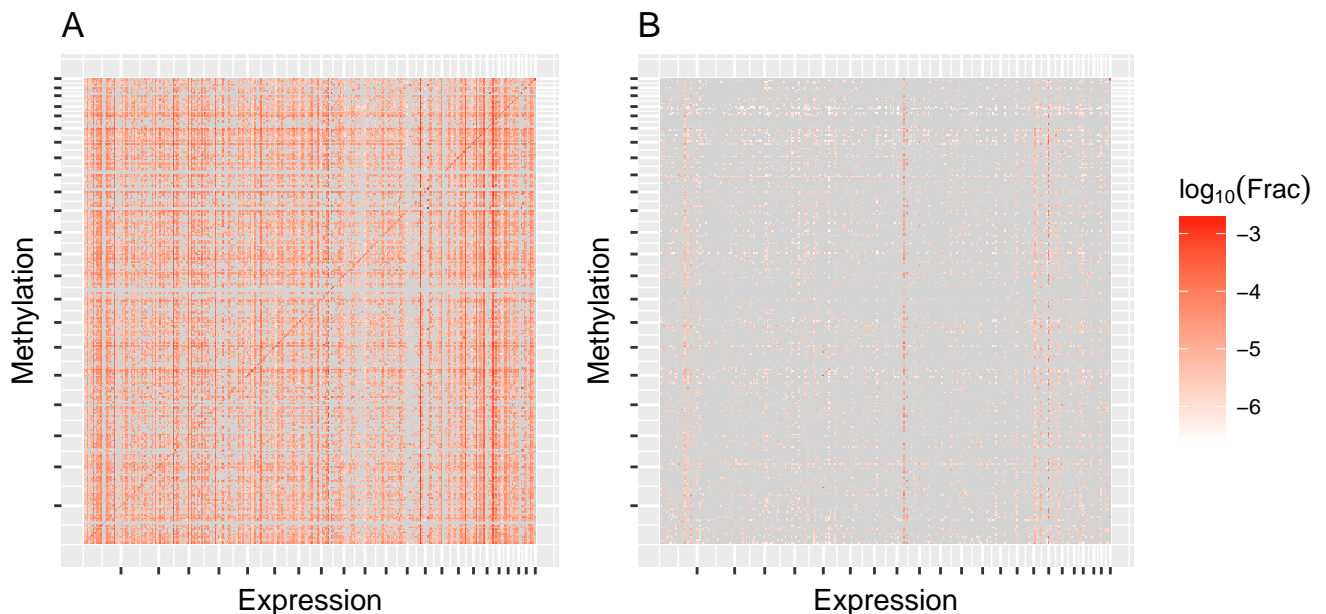 A
B
Methylation
Expression
Methylation
Expression
log₁₀(Frac)
−3
−4
−5
−6